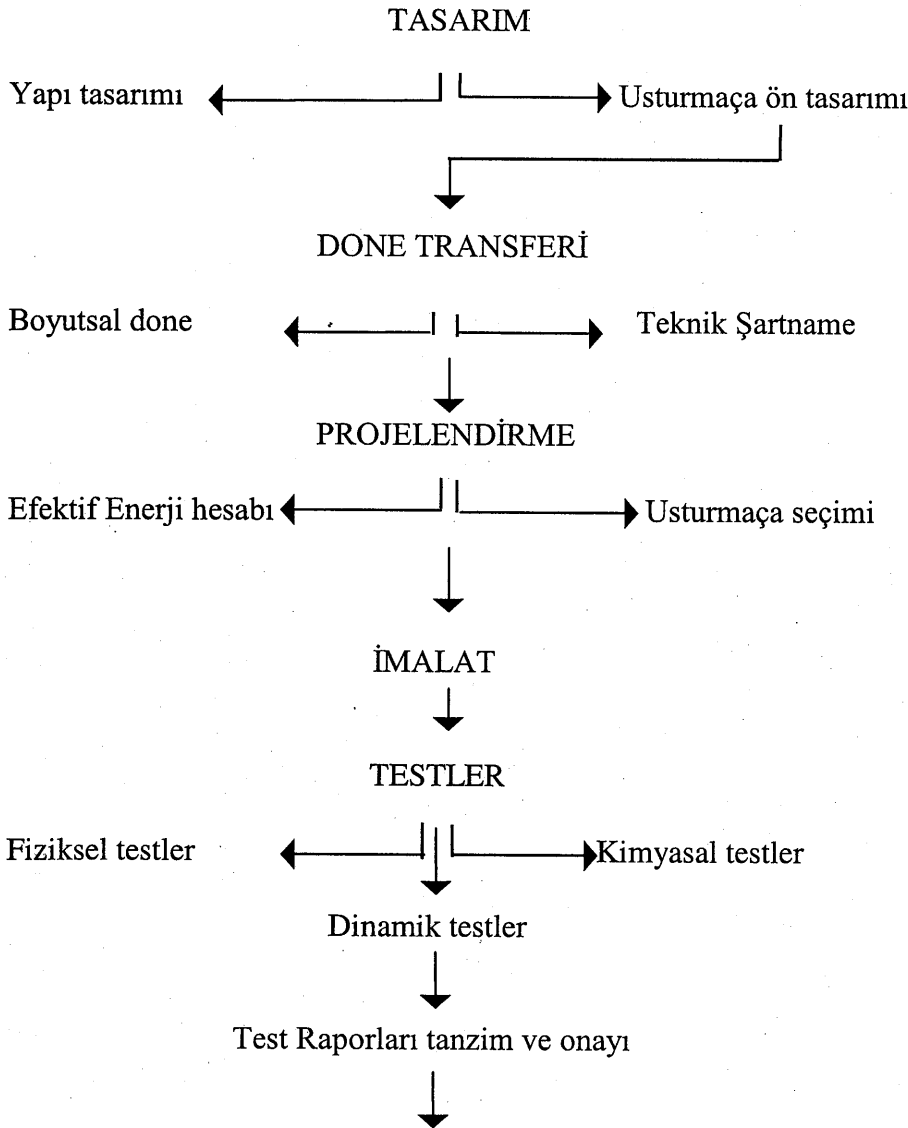 TASARIM
Yapı tasarımı
Usturmaça ön tasarımı
DONE TRANSFERİ
Boyutsal done
Teknik Şartname
PROJELENDİRME
Efektif Enerji hesabı
Usturmaça seçimi
İMALAT
TESTLER
Fiziksel testler
Kimyasal testler
Dinamik testler
Test Raporları tanzim ve onayı